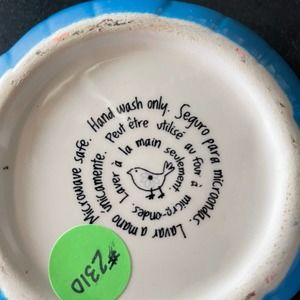 Microwave safe. Hand wash only. Seguro para microondas. Lavar a mano únicamente. Peut être utilisé au four à micro-ondes. Laver à la main seulement.
#2310